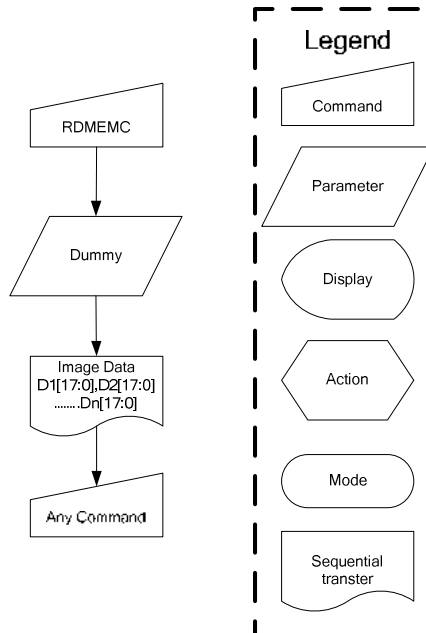 RDMEMC
Dummy
Image Data
D1[17:0],D2[17:0]
........Dn[17:0]
Any Command
Legend
Command
Parameter
Display
Action
Mode
Sequential
transter